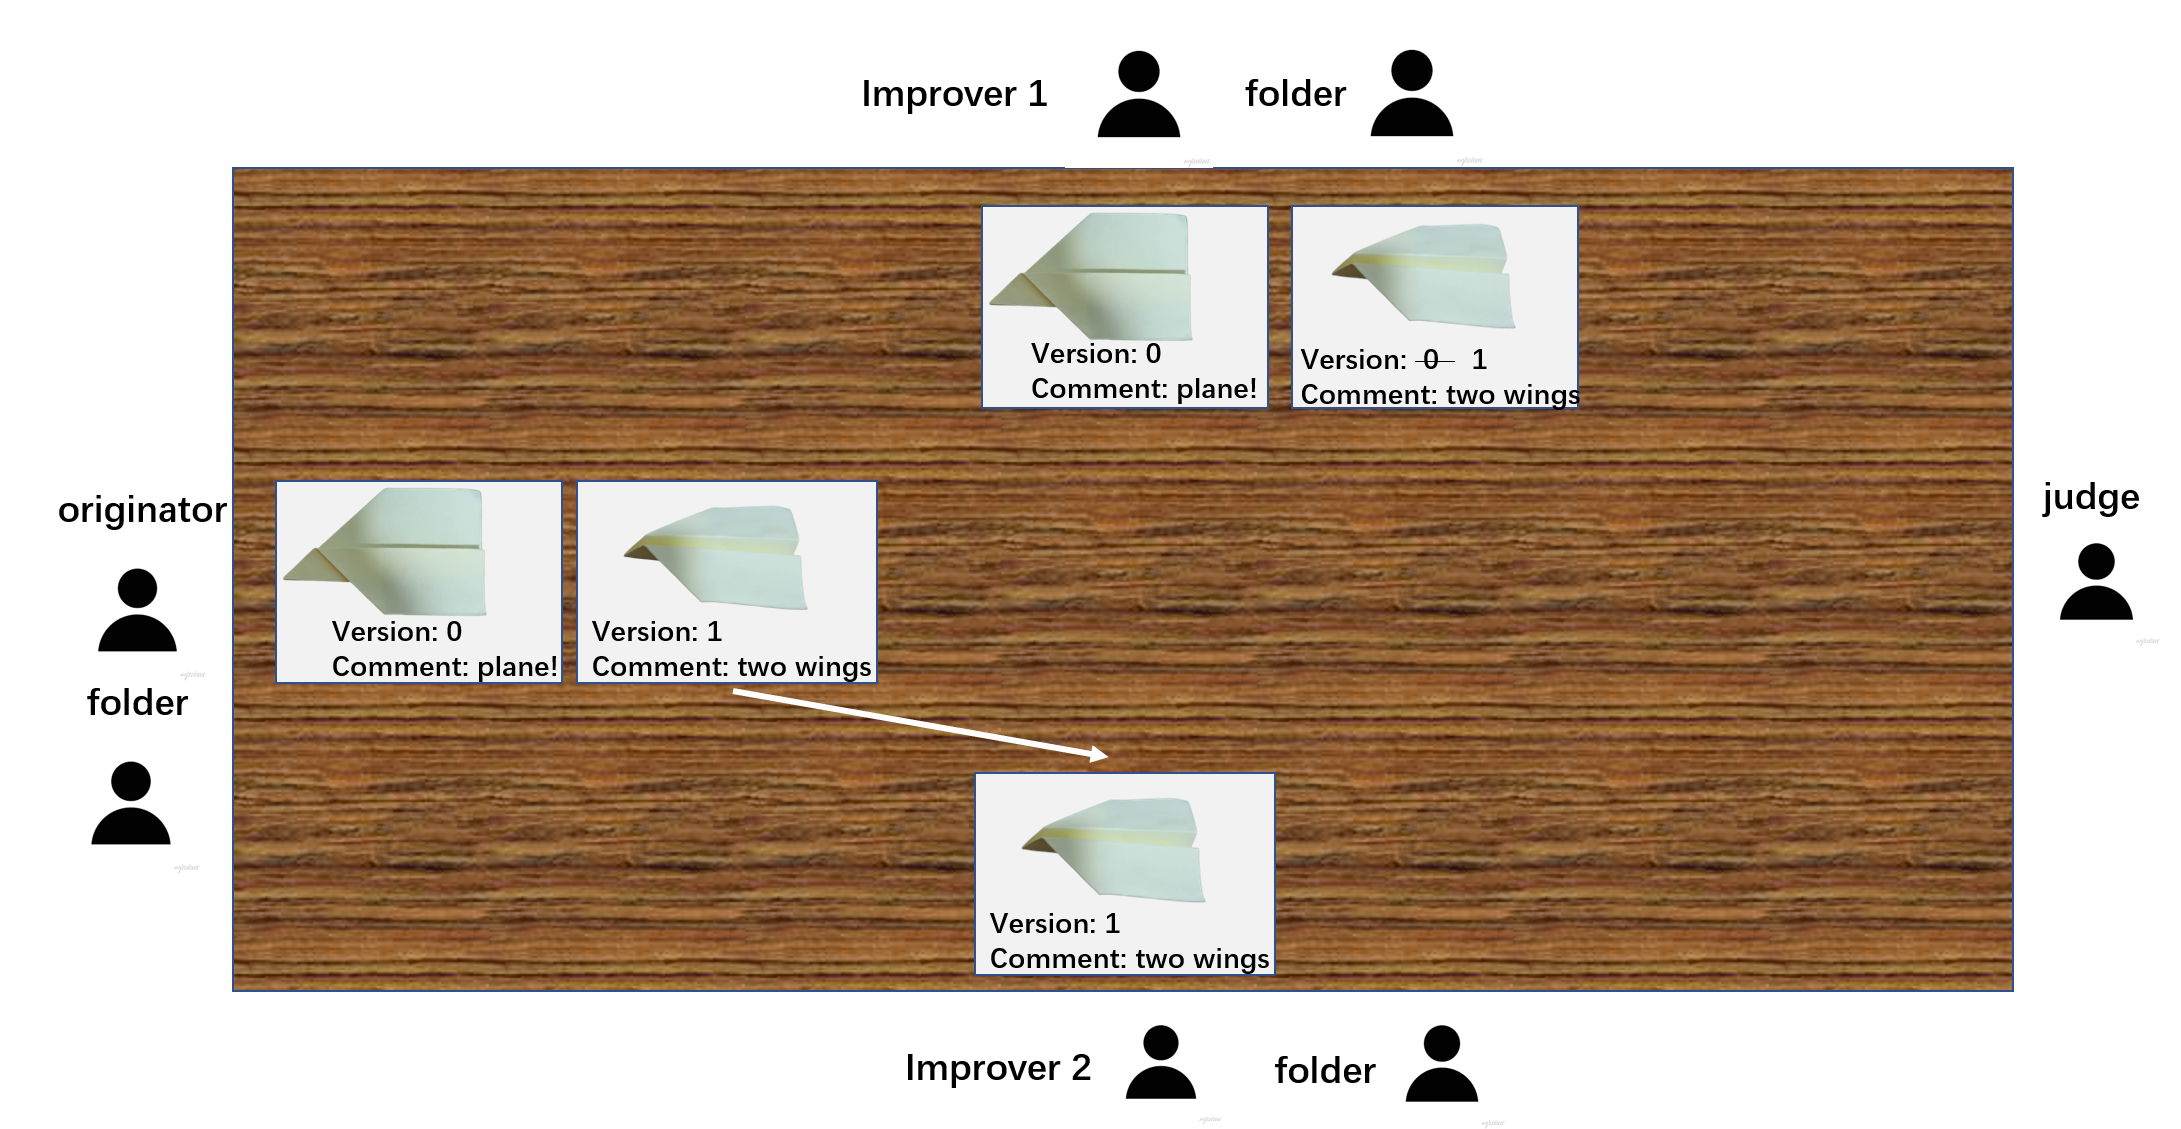 Improver 1
folder
Version: 0
Comment: plane!
Version: 0 1
Comment: two wings
originator
judge
Version: 0
Comment: plane!
Version: 1
Comment: two wings
folder
Version: 1
Comment: two wings
Improver 2
folder